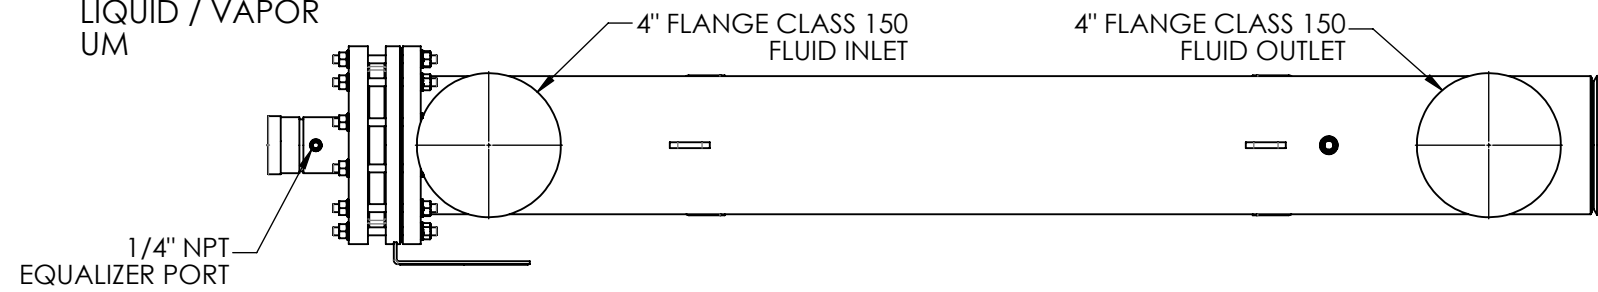 LIQUID / VAPOR
UM
4" FLANGE CLASS 150
FLUID INLET
4" FLANGE CLASS 150
FLUID OUTLET
1/4" NPT
EQUALIZER PORT